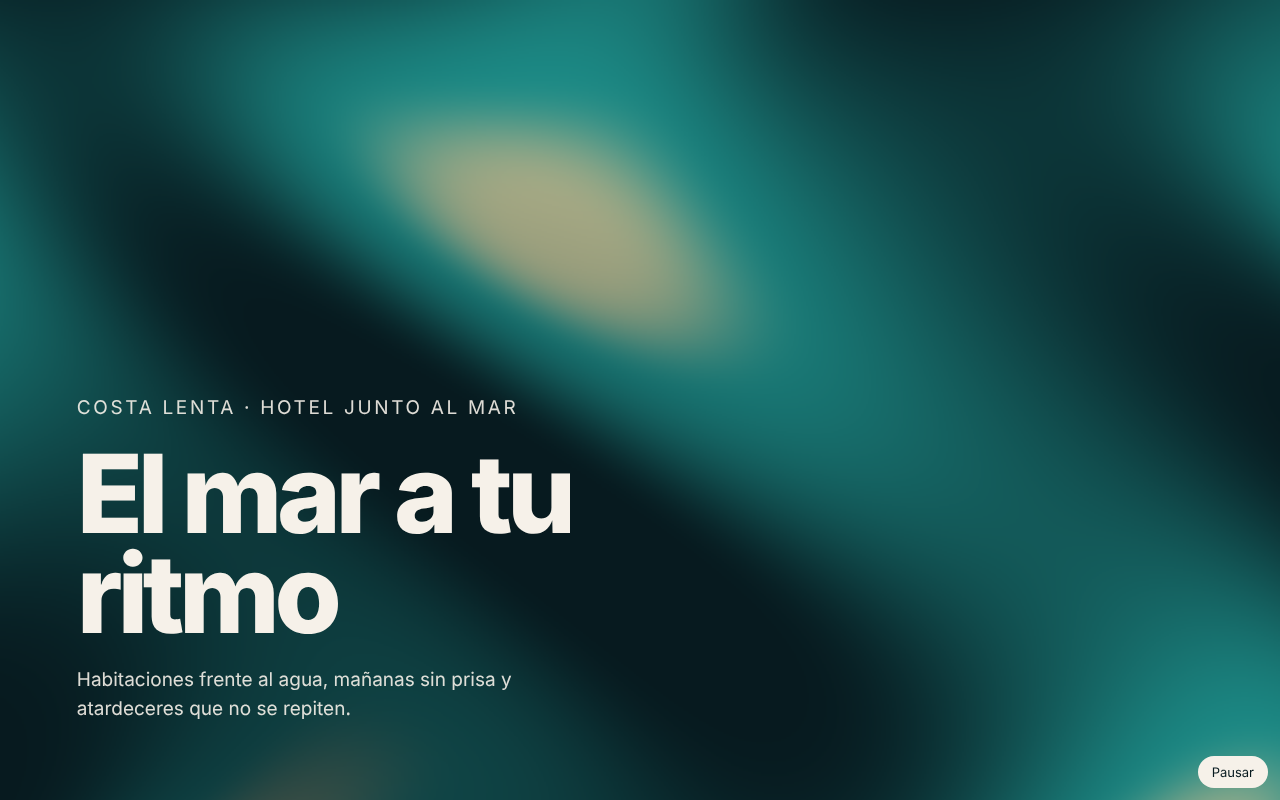 COSTA LENTA · HOTEL JUNTO AL MAR
El mar a tu
ritmo
Habitaciones frente al agua, mañanas sin prisa y
atardeceres que no se repiten.
Pausar